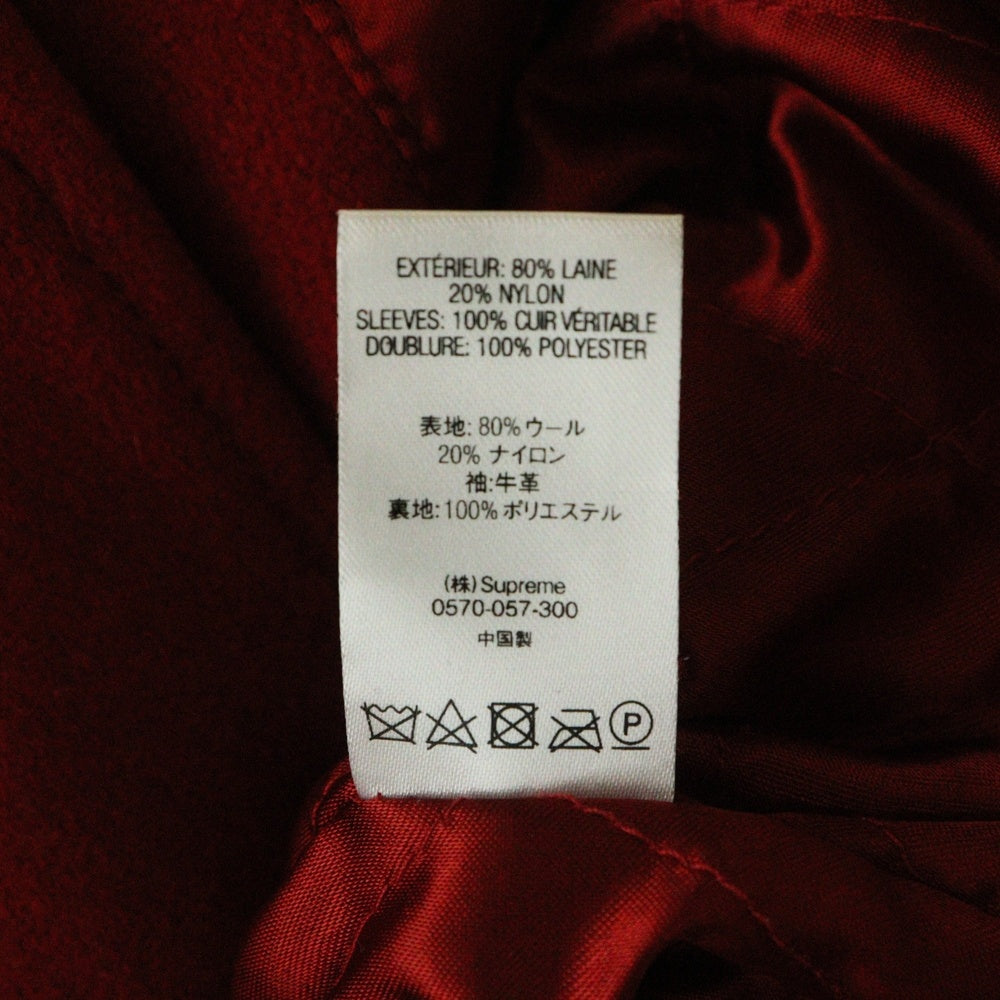 EXTÉRIEUR: 80% LAINE
20% NYLON
SLEEVES: 100% CUIR VÉRITABLE
DOUBLURE: 100% POLYESTER
表地: 80%ウール
20% ナイロン
袖:牛革
裏地:100%ポリエステル
(株)Supreme
0570-057-300
中国製
P